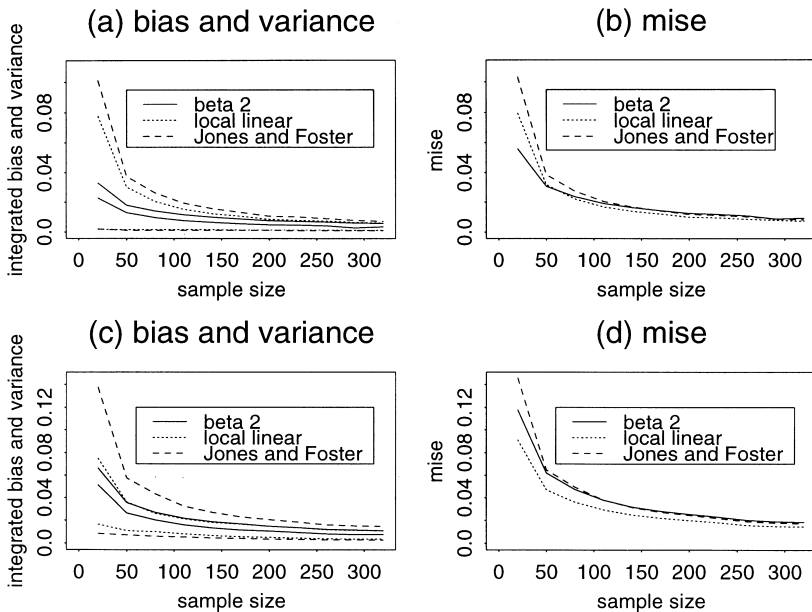 (a) bias and variance
integrated bias and variance
0.0 0.04 0.08
beta 2
local linear
Jones and Foster
0 50 100 150 200 250 300
sample size
(b) mise
mise
0.0 0.04 0.08
beta 2
local linear
Jones and Foster
0 50 100 150 200 250 300
sample size
(c) bias and variance
integrated bias and variance
0.0 0.04 0.08 0.12
beta 2
local linear
Jones and Foster
0 50 100 150 200 250 300
sample size
(d) mise
mise
0.0 0.04 0.08 0.12
beta 2
local linear
Jones and Foster
0 50 100 150 200 250 300
sample size